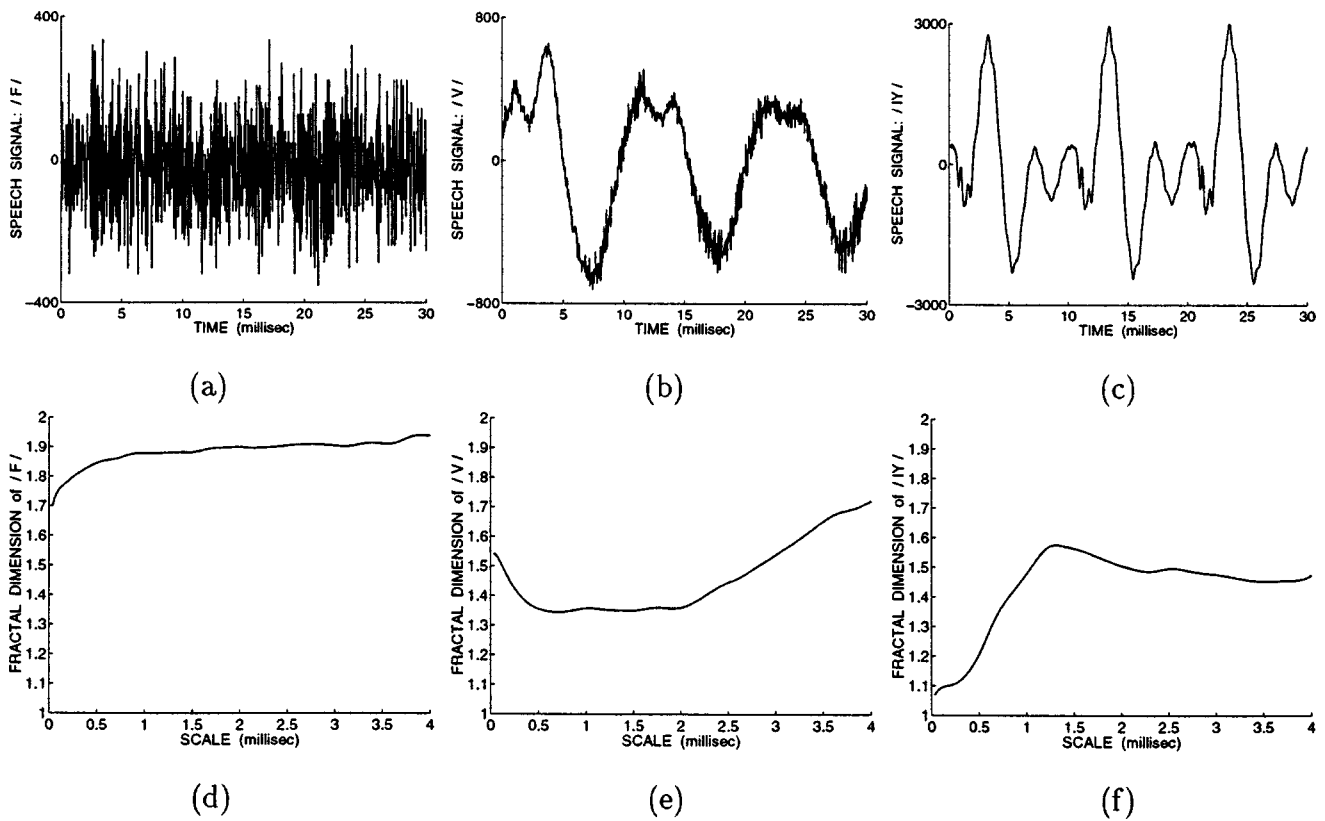 SPEECH SIGNAL: / F /
400
0
-400
0 5 10 15 20 25 30
TIME (millisec)
(a)
SPEECH SIGNAL: / V /
800
0
-800
0 5 10 15 20 25 30
TIME (millisec)
(b)
SPEECH SIGNAL: / IY /
3000
0
-3000
0 5 10 15 20 25 30
TIME (millisec)
(c)
FRACTAL DIMENSION of / F /
2
1.9
1.8
1.7
1.6
1.5
1.4
1.3
1.2
1.1
1
0 0.5 1 1.5 2 2.5 3 3.5 4
SCALE (millisec)
(d)
FRACTAL DIMENSION of / V /
2
1.9
1.8
1.7
1.6
1.5
1.4
1.3
1.2
1.1
1
0 0.5 1 1.5 2 2.5 3 3.5 4
SCALE (millisec)
(e)
FRACTAL DIMENSION of / IY /
2
1.9
1.8
1.7
1.6
1.5
1.4
1.3
1.2
1.1
1
0 0.5 1 1.5 2 2.5 3 3.5 4
SCALE (millisec)
(f)